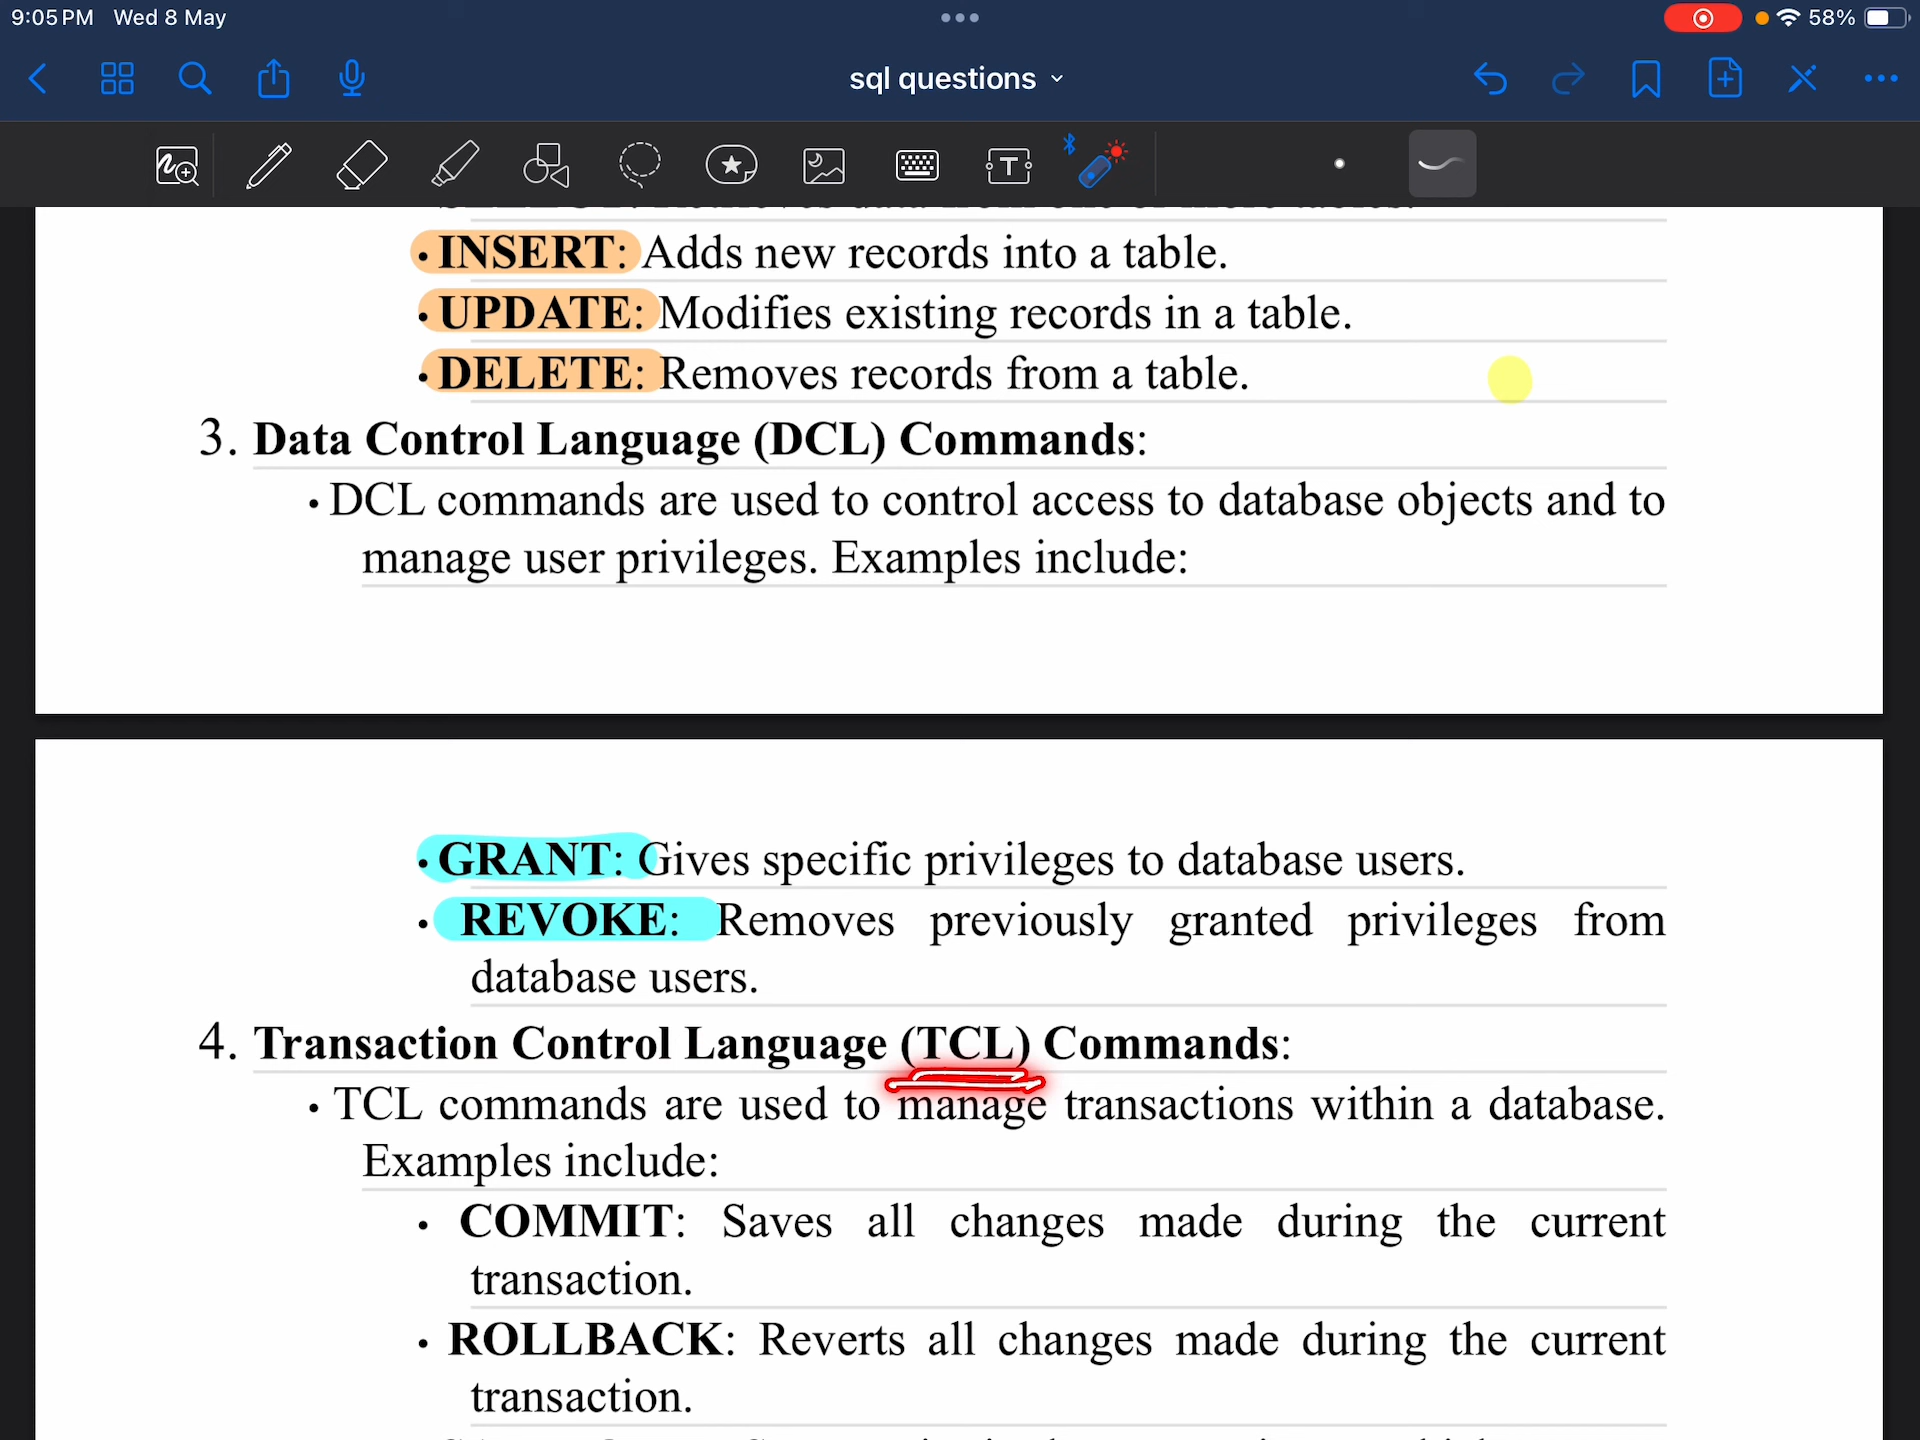 9:05 PM Wed 8 May
58%
sql questions
T
• INSERT: Adds new records into a table.
• UPDATE: Modifies existing records in a table.
• DELETE: Removes records from a table.
3. Data Control Language (DCL) Commands:
• DCL commands are used to control access to database objects and to
manage user privileges. Examples include:
• GRANT: Gives specific privileges to database users.
• REVOKE: Removes previously granted privileges from
database users.
4. Transaction Control Language (TCL) Commands:
• TCL commands are used to manage transactions within a database.
Examples include:
• COMMIT: Saves all changes made during the current
transaction.
• ROLLBACK: Reverts all changes made during the current
transaction.